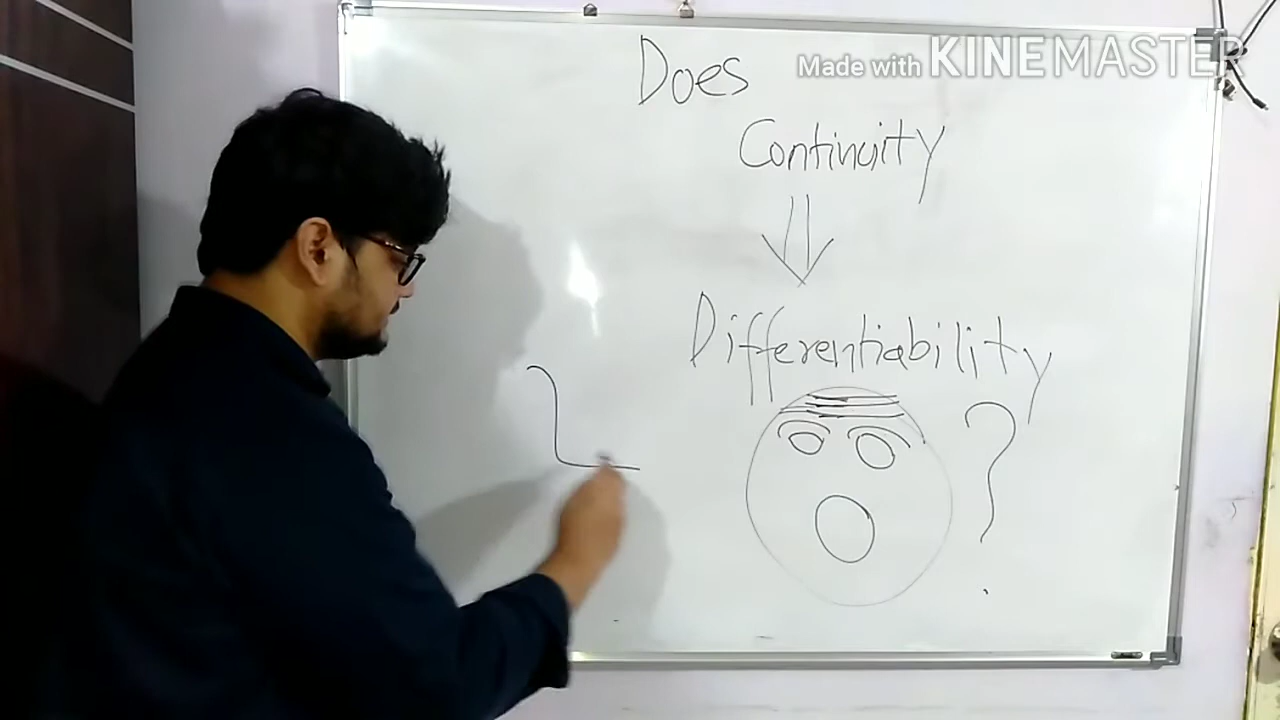 Does
Made with KINEMASTER
Continuity
⇓
Differentiability
?